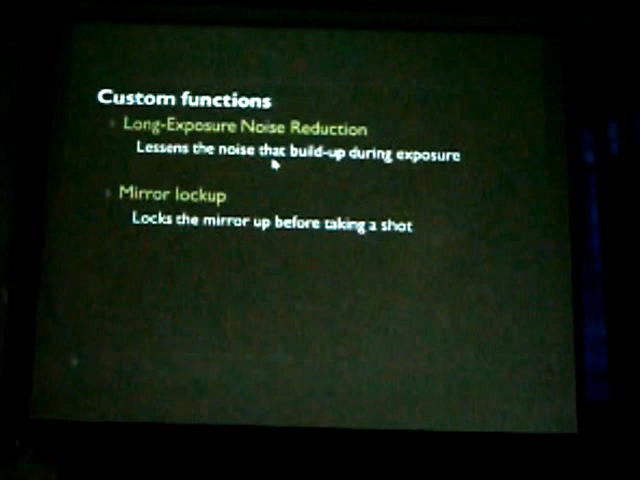 Custom functions
Long-Exposure Noise Reduction
Lessens the noise that build-up during exposure
Mirror lockup
Locks the mirror up before taking a shot